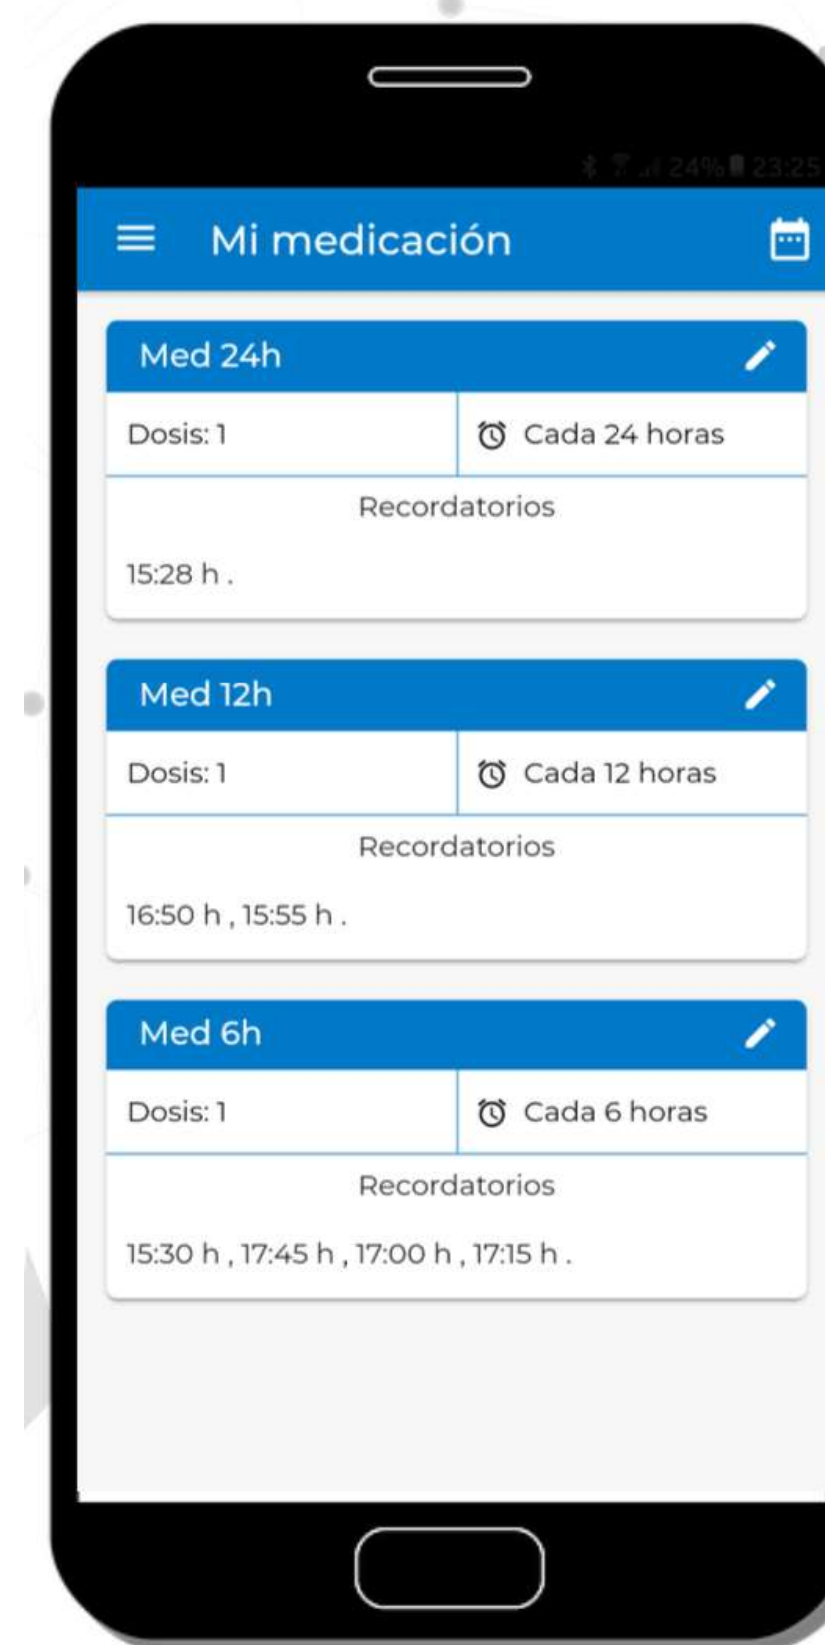 24% 23:25
Mi medicación
Med 24h
Dosis: 1 Cada 24 horas
Recordatorios
15:28 h .
Med 12h
Dosis: 1 Cada 12 horas
Recordatorios
16:50 h , 15:55 h .
Med 6h
Dosis: 1 Cada 6 horas
Recordatorios
15:30 h , 17:45 h , 17:00 h , 17:15 h .